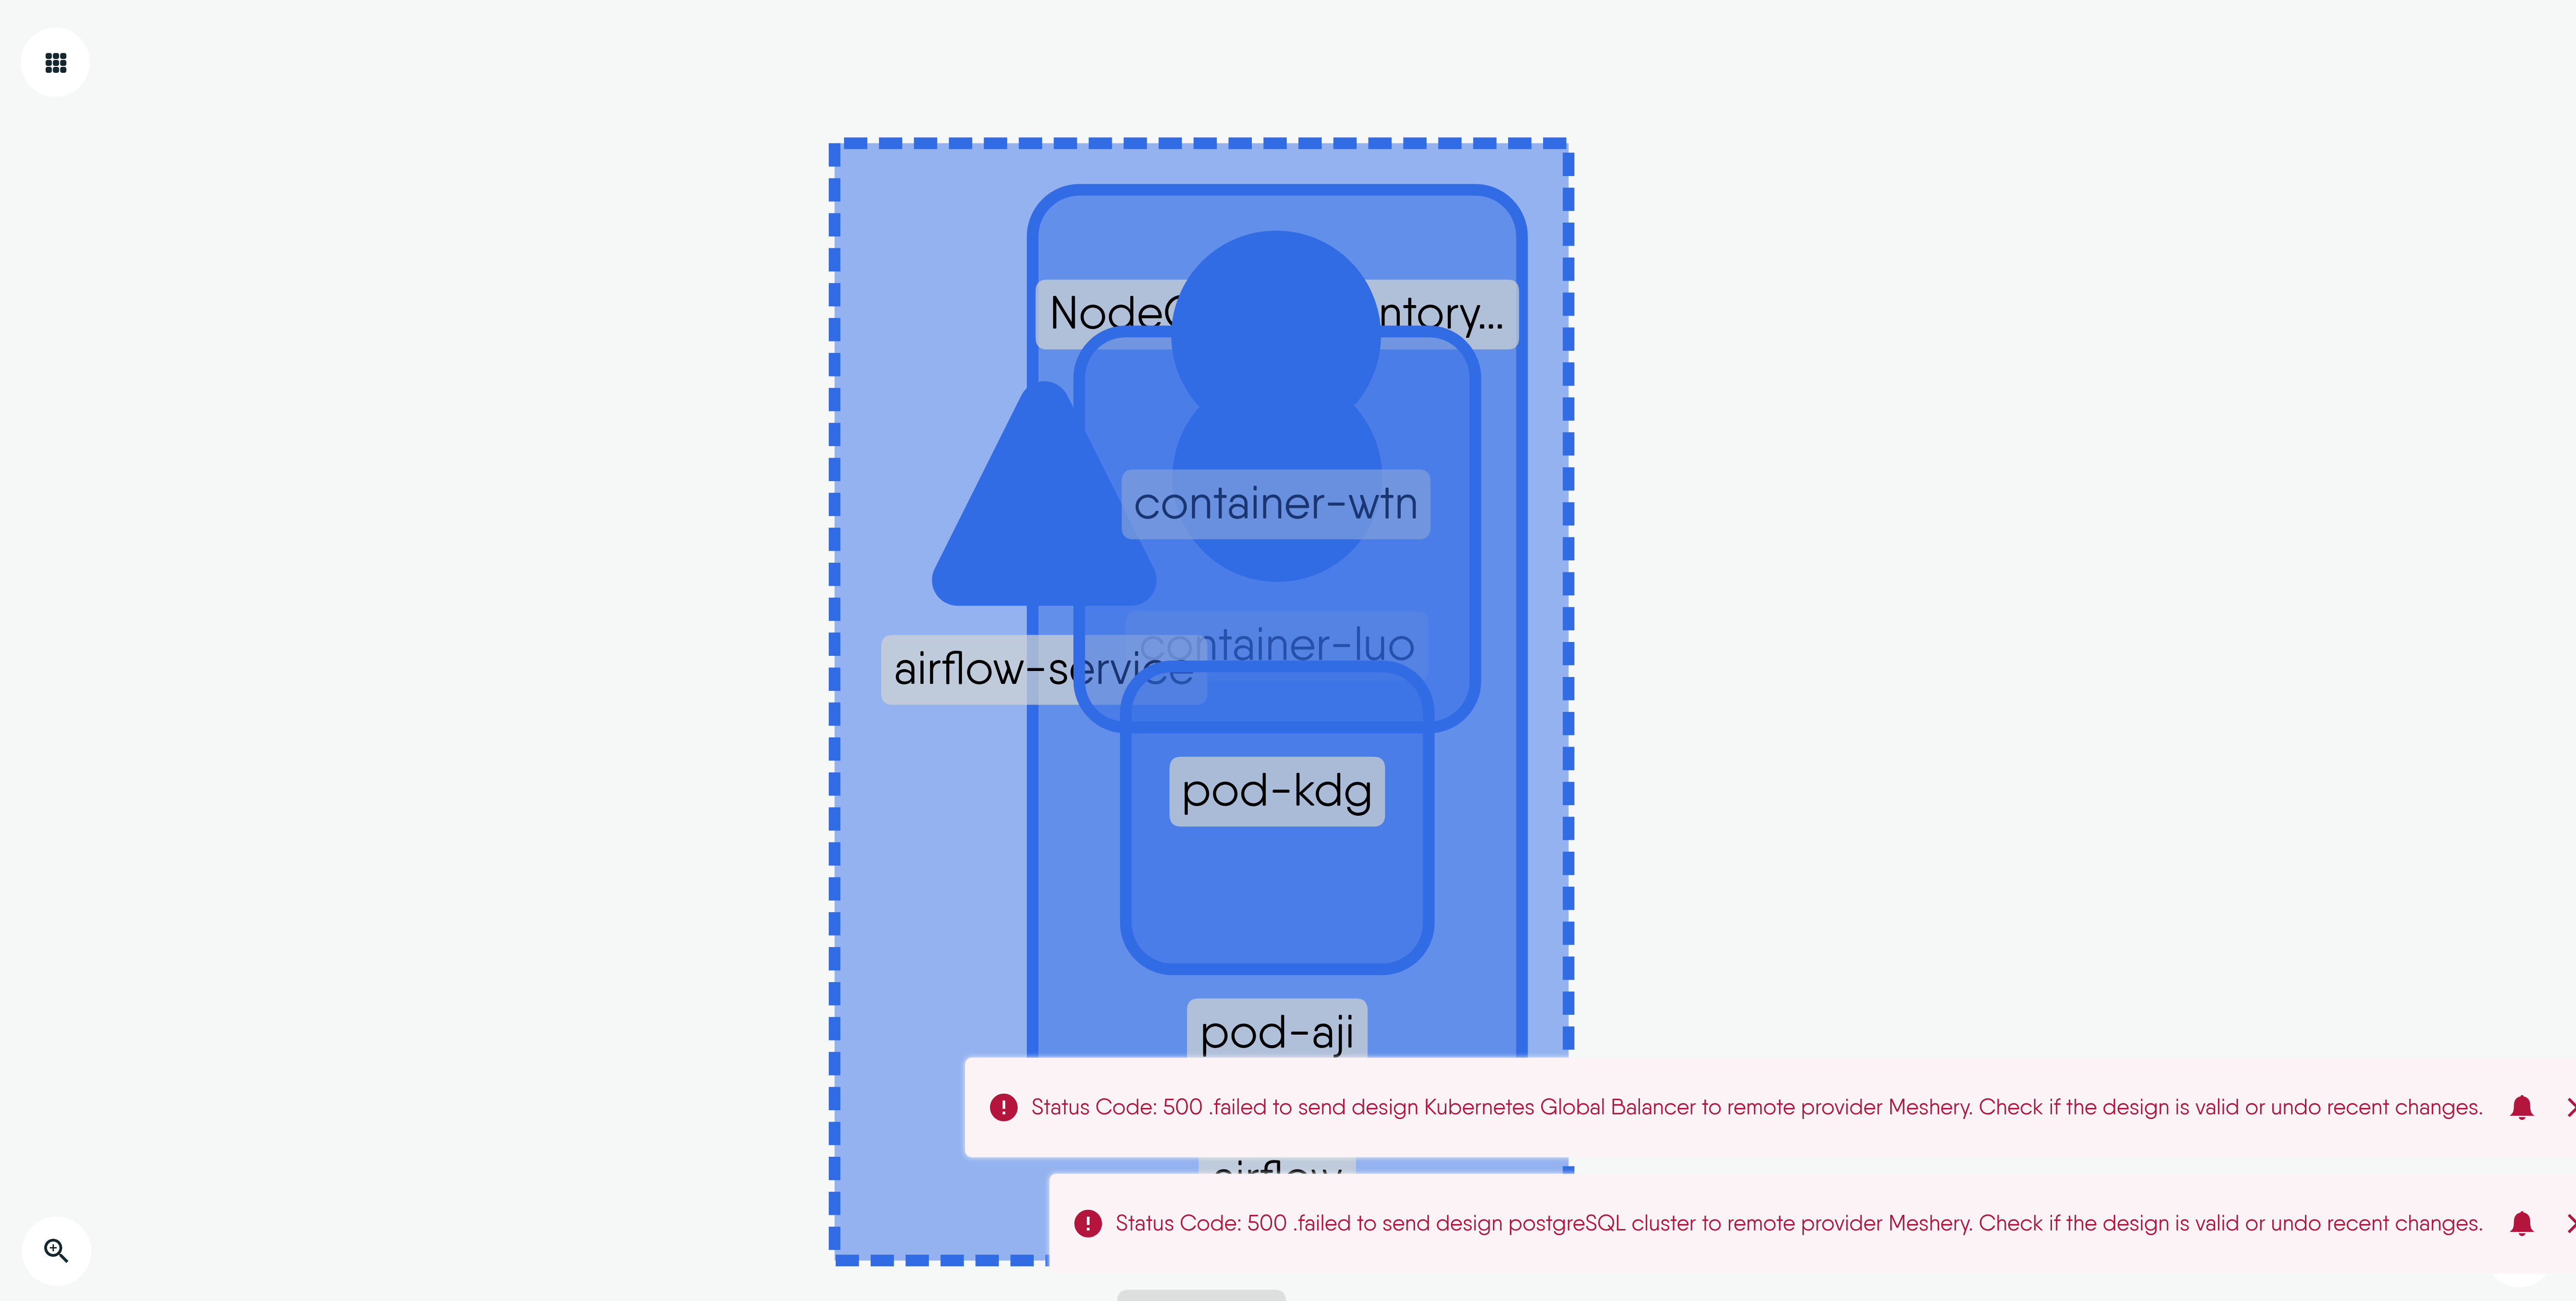 NodeC ntory...
container-wtn
container-luo
airflow-service
pod-kdg
pod-aji
Status Code: 500 .failed to send design Kubernetes Global Balancer to remote provider Meshery. Check if the design is valid or undo recent changes.
airflow
Status Code: 500 .failed to send design postgreSQL cluster to remote provider Meshery. Check if the design is valid or undo recent changes.